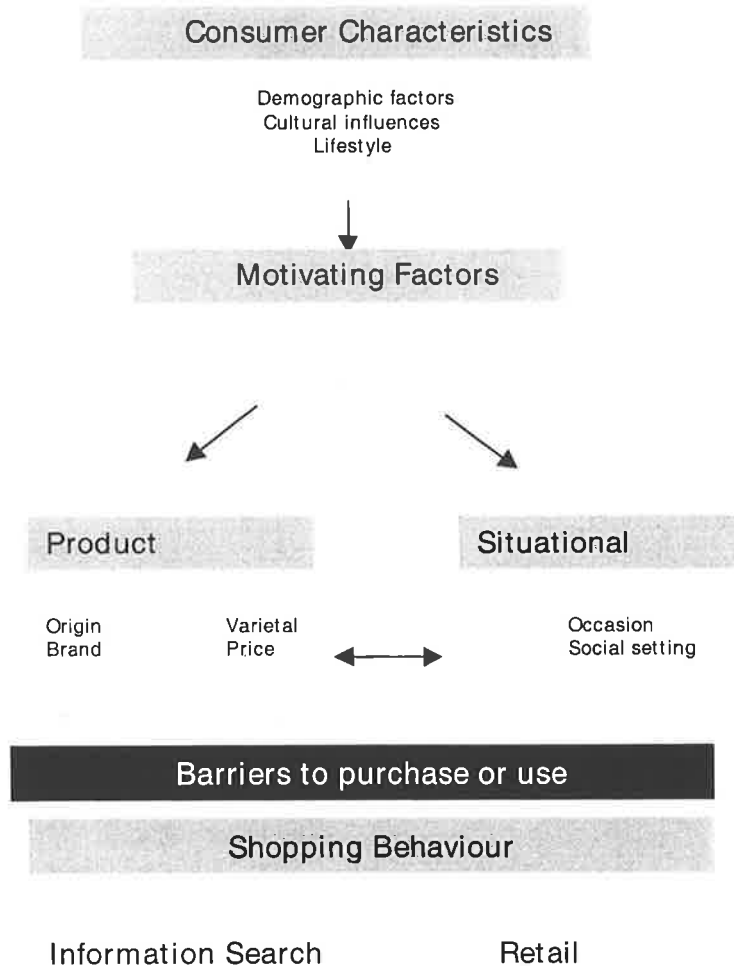 Consumer Characteristics
Demographic factors
Cultural influences
Lifestyle
Motivating Factors
Product
Situational
Origin
Brand
Varietal
Price
Occasion
Social setting
Barriers to purchase or use
Shopping Behaviour
Information Search
Retail